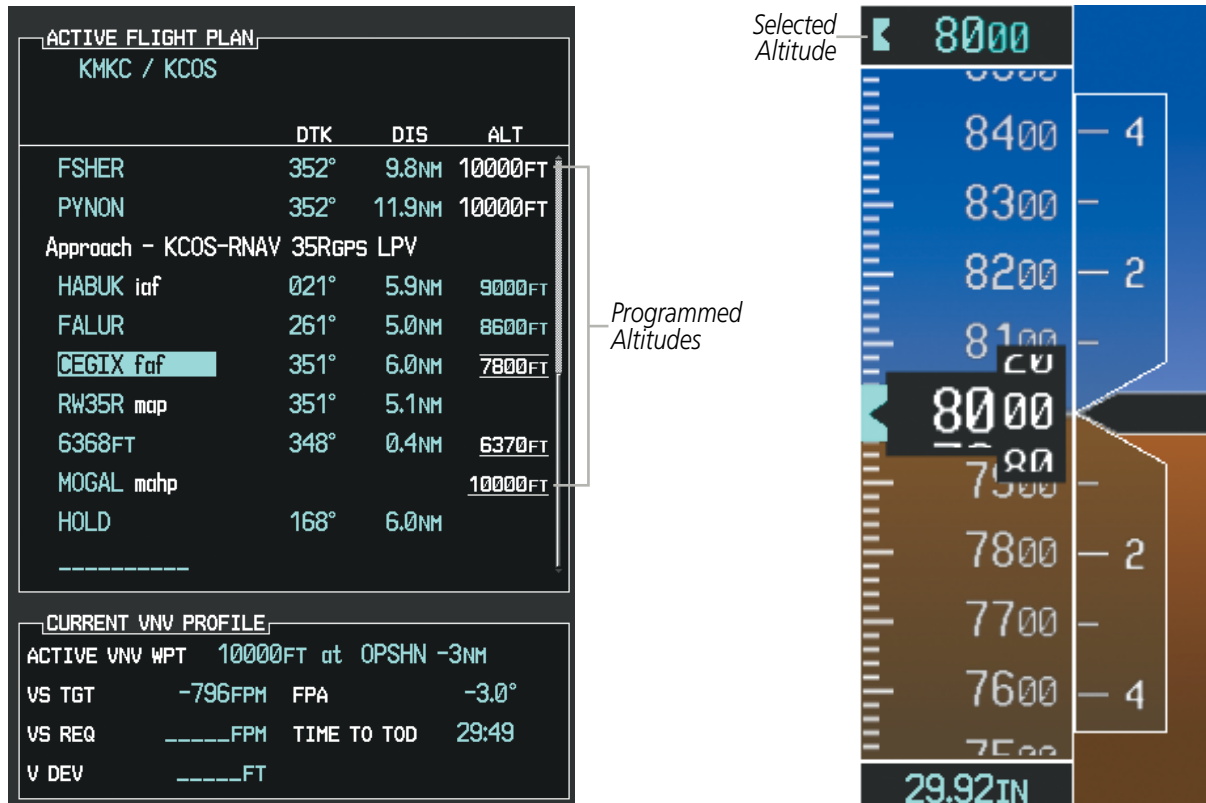 ACTIVE FLIGHT PLAN
KMKC / KCOS
DTK DIS ALT
FSHER 352° 9.8NM 10000FT
PYNON 352° 11.9NM 10000FT
Approach - KCOS-RNAV 35RGPS LPV
HABUK iaf 021° 5.9NM 9000FT
FALUR 261° 5.0NM 8600FT
CEGIX faf 351° 6.0NM 7800FT
RW35R map 351° 5.1NM
6368FT 348° 0.4NM 6370FT
MOGAL mahp 10000FT
HOLD 168° 6.0NM
__________
CURRENT VNV PROFILE
ACTIVE VNV WPT 10000FT at OPSHN -3NM
VS TGT -796FPM FPA -3.0°
VS REQ _____FPM TIME TO TOD 29:49
V DEV _____FT
Programmed
Altitudes
Selected
Altitude
8000
8400 4
8300
8200 2
8100
20
8000
80
7800 2
7700
7600 4
29.92IN